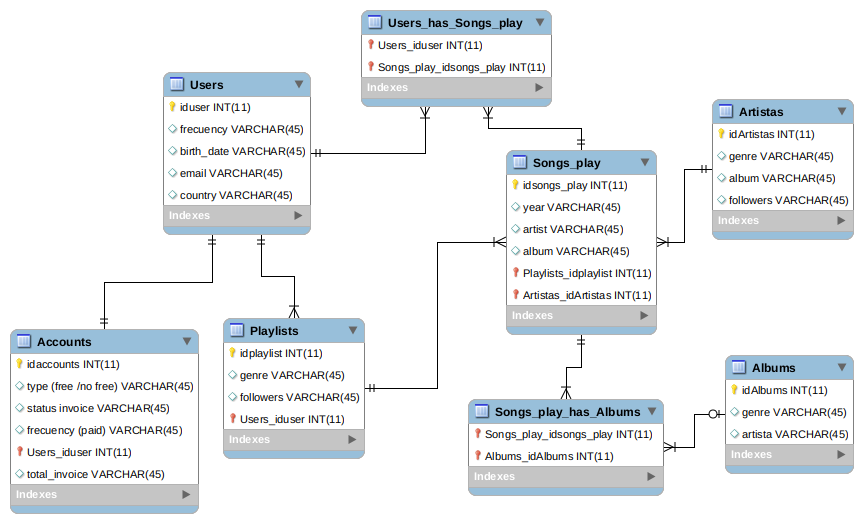 Users_has_Songs_play
Users_iduser INT(11)
Songs_play_idsongs_play INT(11)
Indexes
Users
iduser INT(11)
frecuency VARCHAR(45)
birth_date VARCHAR(45)
email VARCHAR(45)
country VARCHAR(45)
Indexes
Artistas
idArtistas INT(11)
genre VARCHAR(45)
album VARCHAR(45)
followers VARCHAR(45)
Indexes
Songs_play
idsongs_play INT(11)
year VARCHAR(45)
artist VARCHAR(45)
album VARCHAR(45)
Playlists_idplaylist INT(11)
Artistas_idArtistas INT(11)
Indexes
Accounts
idaccounts INT(11)
type (free /no free) VARCHAR(45)
status invoice VARCHAR(45)
frecuency (paid) VARCHAR(45)
Users_iduser INT(11)
total_invoice VARCHAR(45)
Indexes
Playlists
idplaylist INT(11)
genre VARCHAR(45)
followers VARCHAR(45)
Users_iduser INT(11)
Indexes
Songs_play_has_Albums
Songs_play_idsongs_play INT(11)
Albums_idAlbums INT(11)
Indexes
Albums
idAlbums INT(11)
genre VARCHAR(45)
artista VARCHAR(45)
Indexes